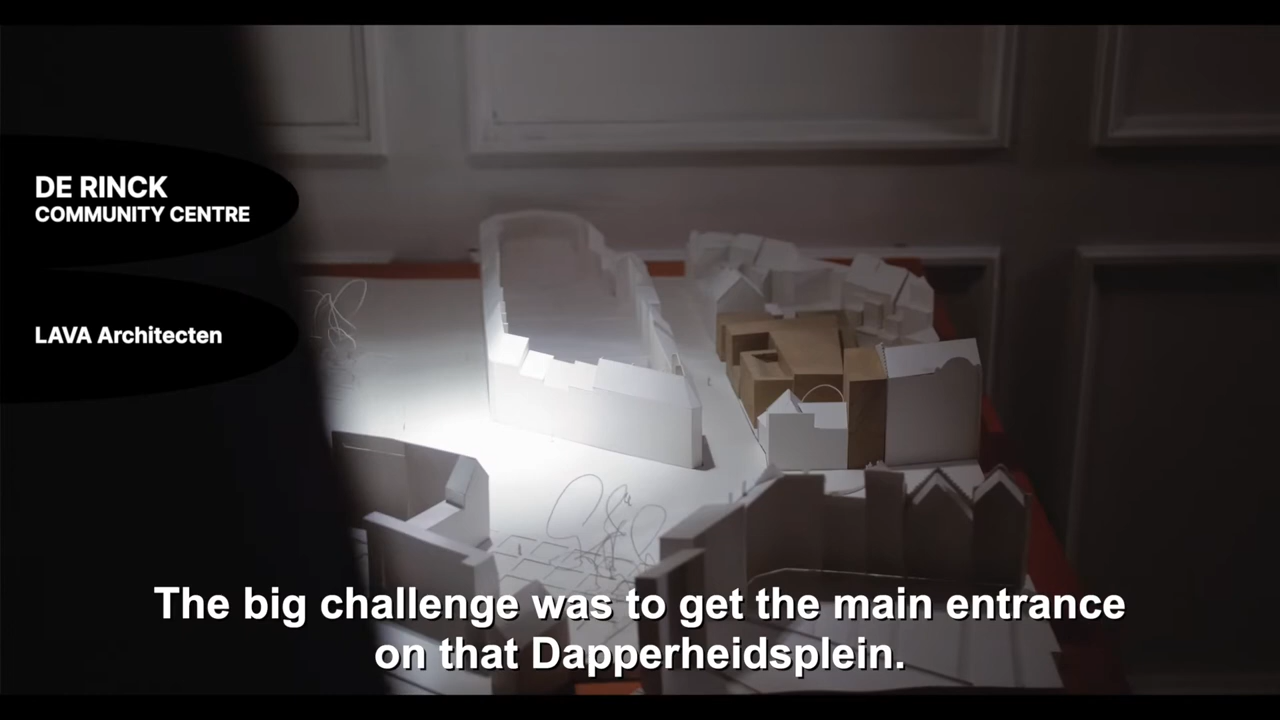 DE RINCK
COMMUNITY CENTRE
LAVA Architecten
The big challenge was to get the main entrance
on that Dapperheidsplein.